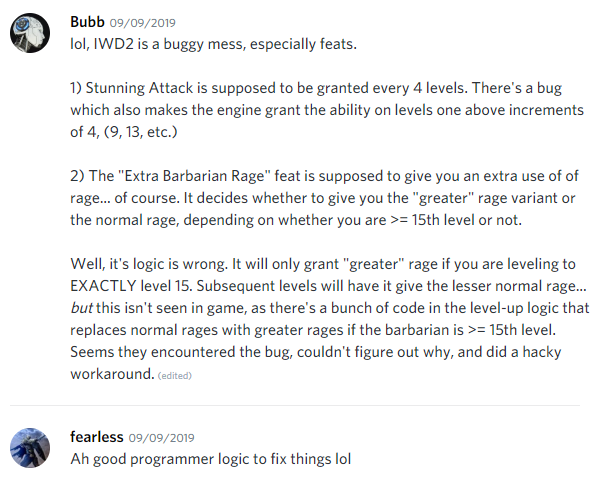 Bubb 09/09/2019
lol, IWD2 is a buggy mess, especially feats.
1) Stunning Attack is supposed to be granted every 4 levels. There's a bug
which also makes the engine grant the ability on levels one above increments
of 4, (9, 13, etc.)
2) The "Extra Barbarian Rage" feat is supposed to give you an extra use of of
rage... of course. It decides whether to give you the "greater" rage variant or
the normal rage, depending on whether you are >= 15th level or not.
Well, it's logic is wrong. It will only grant "greater" rage if you are leveling to
EXACTLY level 15. Subsequent levels will have it give the lesser normal rage...
but this isn't seen in game, as there's a bunch of code in the level-up logic that
replaces normal rages with greater rages if the barbarian is >= 15th level.
Seems they encountered the bug, couldn't figure out why, and did a hacky
workaround. (edited)
fearless 09/09/2019
Ah good programmer logic to fix things lol